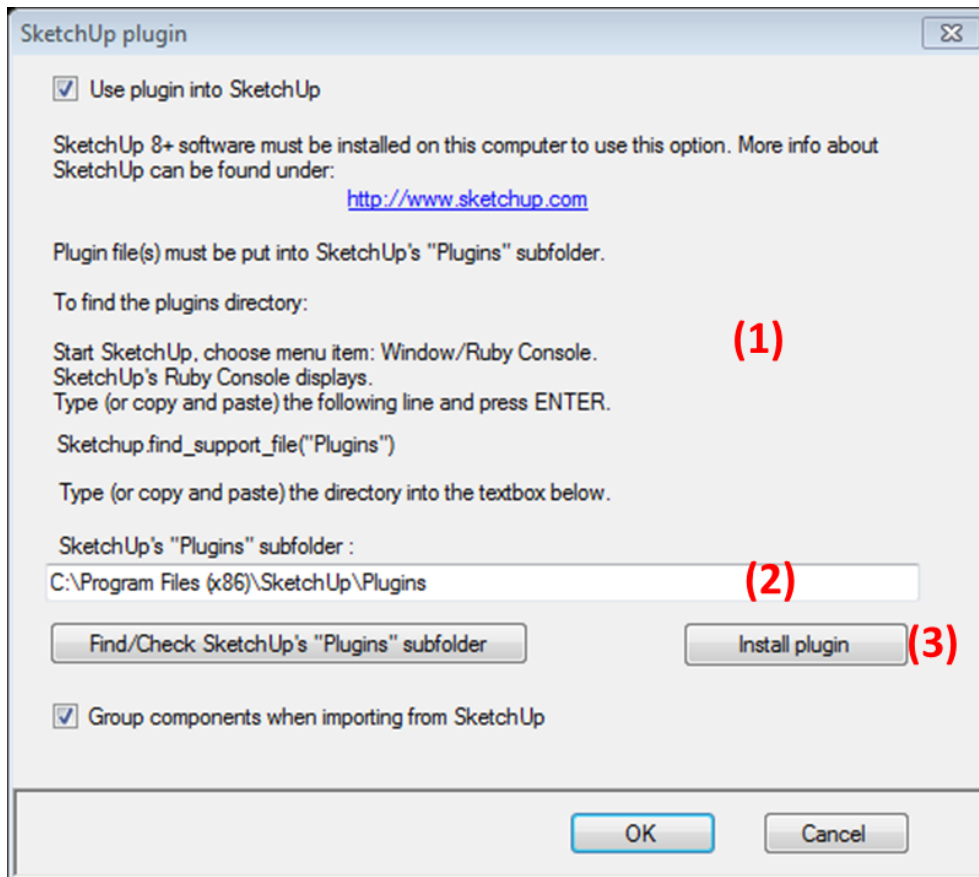 SketchUp plugin
Use plugin into SketchUp
SketchUp 8+ software must be installed on this computer to use this option. More info about
SketchUp can be found under:
http://www.sketchup.com
Plugin file(s) must be put into SketchUp's "Plugins" subfolder.
To find the plugins directory:
(1)
Start SketchUp, choose menu item: Window/Ruby Console.
SketchUp's Ruby Console displays.
Type (or copy and paste) the following line and press ENTER.
Sketchup.find_support_file("Plugins")
Type (or copy and paste) the directory into the textbox below.
SketchUp's "Plugins" subfolder :
C:\Program Files (x86)\SketchUp\Plugins (2)
Find/Check SketchUp's "Plugins" subfolder Install plugin (3)
Group components when importing from SketchUp
OK Cancel